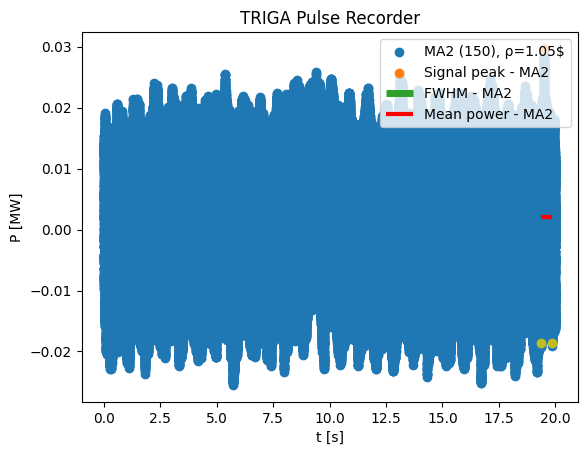 TRIGA Pulse Recorder
MA2 (150), ρ=1.05$
Signal peak - MA2
FWHM - MA2
Mean power - MA2
P [MW]
0.03
0.02
0.01
0.00
−0.01
−0.02
0.0 2.5 5.0 7.5 10.0 12.5 15.0 17.5 20.0
t [s]